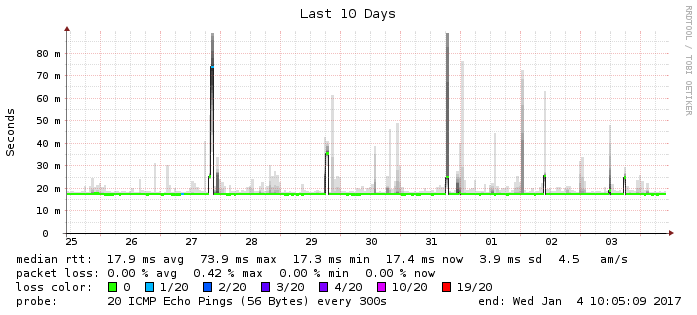 Last 10 Days
RRDTOOL / TOBI OETIKER
Seconds
80 m
70 m
60 m
50 m
40 m
30 m
20 m
10 m
0
25 26 27 28 29 30 31 01 02 03
median rtt: 17.9 ms avg 73.9 ms max 17.3 ms min 17.4 ms now 3.9 ms sd 4.5 am/s
packet loss: 0.00 % avg 0.42 % max 0.00 % min 0.00 % now
loss color: 0 1/20 2/20 3/20 4/20 10/20 19/20
probe: 20 ICMP Echo Pings (56 Bytes) every 300s end: Wed Jan 4 10:05:09 2017